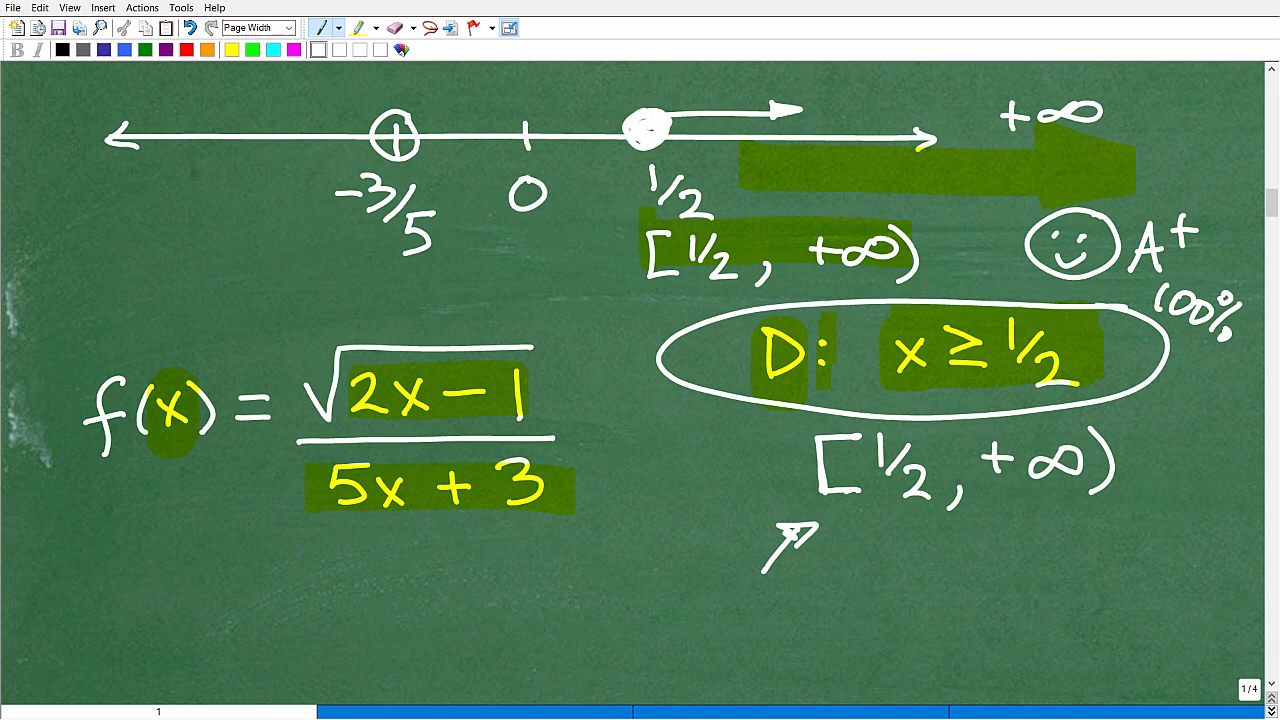 File Edit View Insert Actions Tools Help
Page Width
B I
+∞
-3/5 0 1/2
[1/2, +∞) A+
100%
D: x ≥ 1/2
f(x) = √(2x - 1) / (5x + 3)
[1/2, +∞)
1/4
1